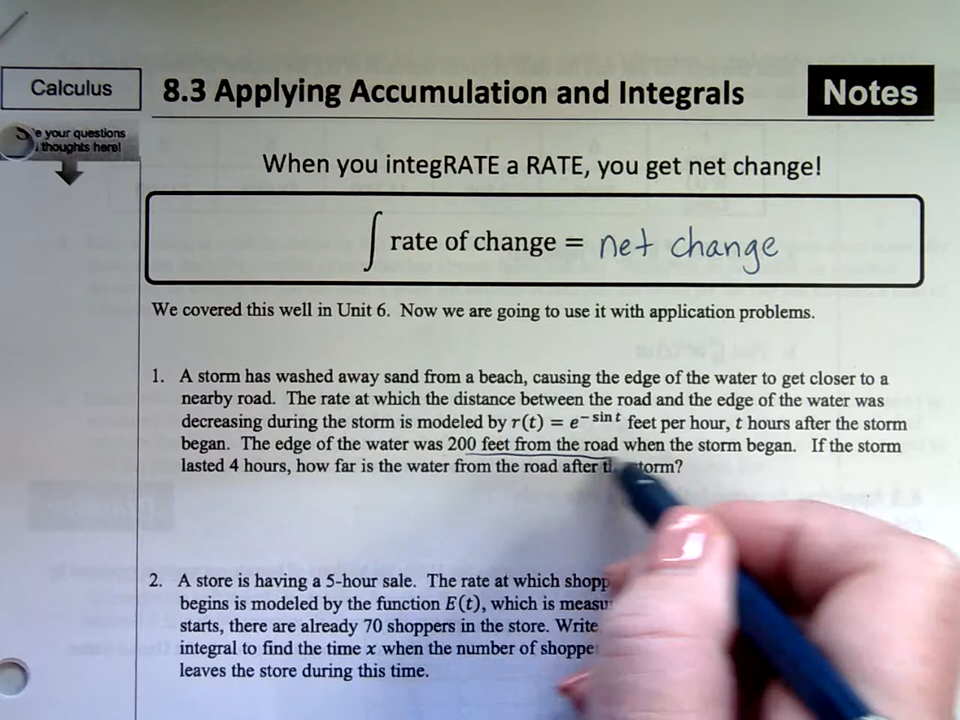 Calculus
8.3 Applying Accumulation and Integrals
Notes
your questions
thoughts here!
When you integRATE a RATE, you get net change!
∫ rate of change = net change
We covered this well in Unit 6. Now we are going to use it with application problems.
1. A storm has washed away sand from a beach, causing the edge of the water to get closer to a
nearby road. The rate at which the distance between the road and the edge of the water was
decreasing during the storm is modeled by r(t) = e^{− sin t} feet per hour, t hours after the storm
began. The edge of the water was 200 feet from the road when the storm began. If the storm
lasted 4 hours, how far is the water from the road after
2. A store is having a 5-hour sale. The rate at which
begins is modeled by the function E(t), which is
starts, there are already 70 shoppers in the store. Write
integral to find the time x when the number of
leaves the store during this time.